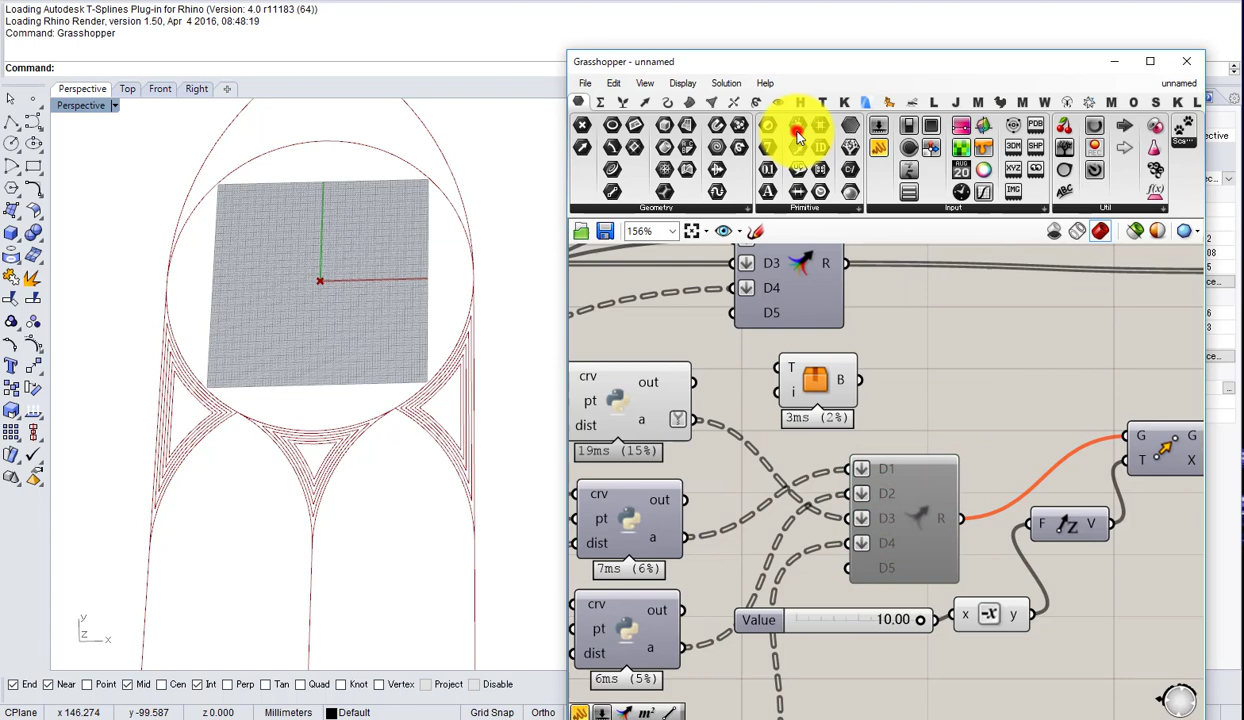 Loading Autodesk T-Splines Plug-in for Rhino (Version: 4.0 r11183 (64))
Loading Rhino Render, version 1.50, Apr  4 2016, 08:48:19
Command: Grasshopper
Command:
Perspective Top Front Right
Perspective
Grasshopper - unnamed
File Edit View Display Solution Help unnamed
Geometry Primitive Input Util
156%
D3 R
D4
D5
crv out
pt
dist a
19ms (15%)
T B
i
3ms (2%)
crv out
pt
dist a
7ms (6%)
D1
D2
D3 R
D4
D5
G G
T X
F V
crv out
pt
dist a
6ms (5%)
Value 10.00
x -x y
y
z x
End Near Point Mid Cen Int Perp Tan Quad Knot Vertex Project Disable
CPlane x 146.274 y -99.587 z 0.000 Millimeters Default Grid Snap Ortho